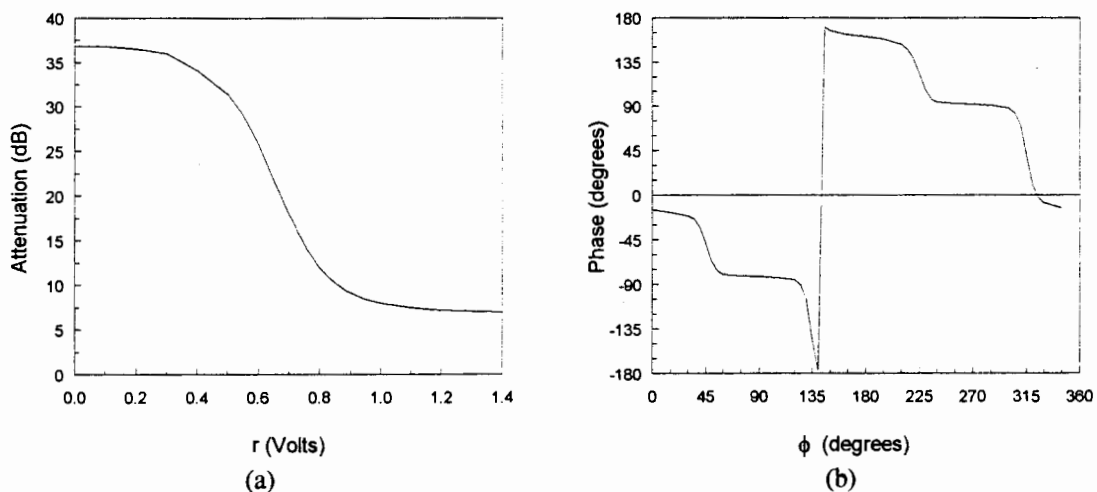 40
35
30
25
20
15
10
5
0
Attenuation (dB)
0.0 0.2 0.4 0.6 0.8 1.0 1.2 1.4
r (Volts)
(a)
180
135
90
45
0
-45
-90
-135
-180
Phase (degrees)
0 45 90 135 180 225 270 315 360
ϕ (degrees)
(b)